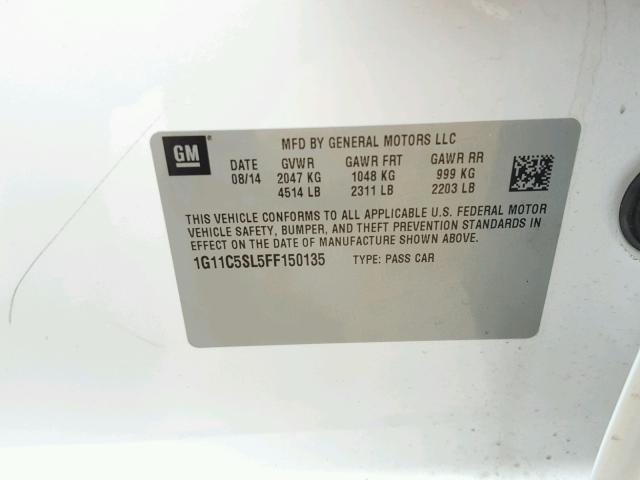 GM
MFD BY GENERAL MOTORS LLC
DATE GVWR GAWR FRT GAWR RR
08/14 2047 KG 1048 KG 999 KG
4514 LB 2311 LB 2203 LB
THIS VEHICLE CONFORMS TO ALL APPLICABLE U.S. FEDERAL MOTOR
VEHICLE SAFETY, BUMPER, AND THEFT PREVENTION STANDARDS IN
EFFECT ON THE DATE OF MANUFACTURE SHOWN ABOVE.
1G11C5SL5FF150135 TYPE: PASS CAR